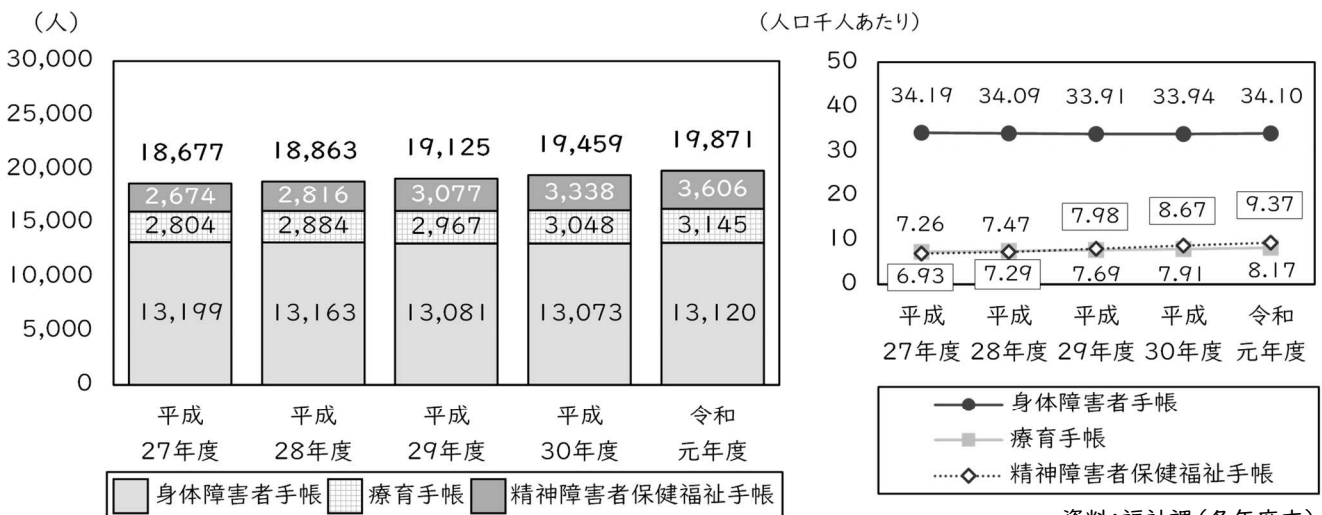 (人)
30,000
25,000
20,000
15,000
10,000
5,000
0
18,677 18,863 19,125 19,459 19,871
2,674 2,816 3,077 3,338 3,606
2,804 2,884 2,967 3,048 3,145
13,199 13,163 13,081 13,073 13,120
平成 平成 平成 平成 令和
27年度 28年度 29年度 30年度 元年度
身体障害者手帳 療育手帳 精神障害者保健福祉手帳
(人口千人あたり)
50
40
30
20
10
0
34.19 34.09 33.91 33.94 34.10
7.26 7.47 7.98 8.67 9.37
6.93 7.29 7.69 7.91 8.17
平成 平成 平成 平成 令和
27年度 28年度 29年度 30年度 元年度
身体障害者手帳
療育手帳
精神障害者保健福祉手帳